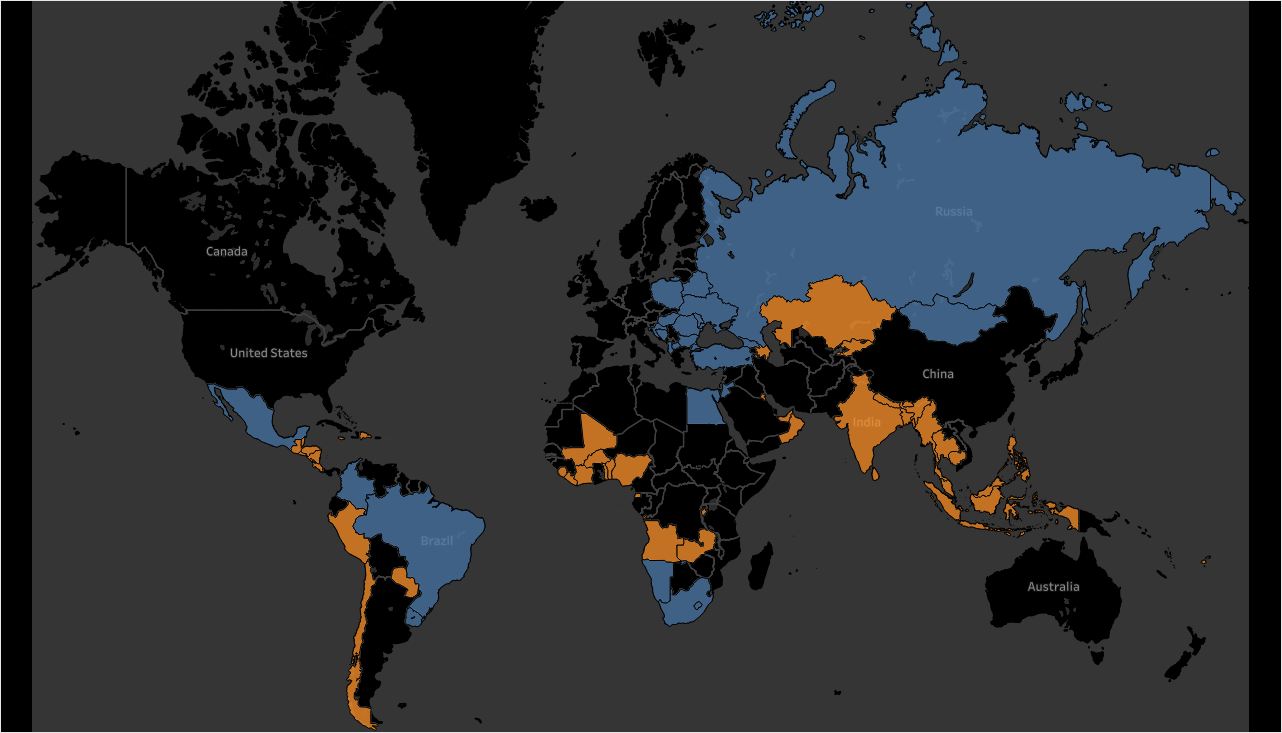 Russia
Canada
United States
China
India
Brazil
Australia